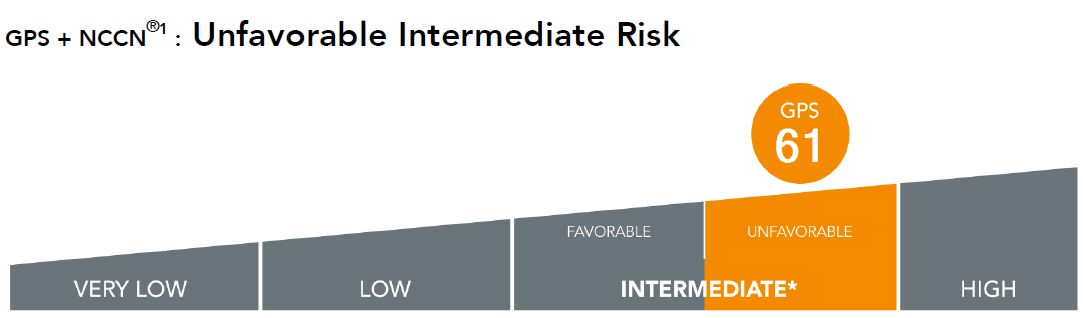 GPS + NCCN®1 : Unfavorable Intermediate Risk
GPS
61
FAVORABLE UNFAVORABLE
VERY LOW LOW INTERMEDIATE* HIGH